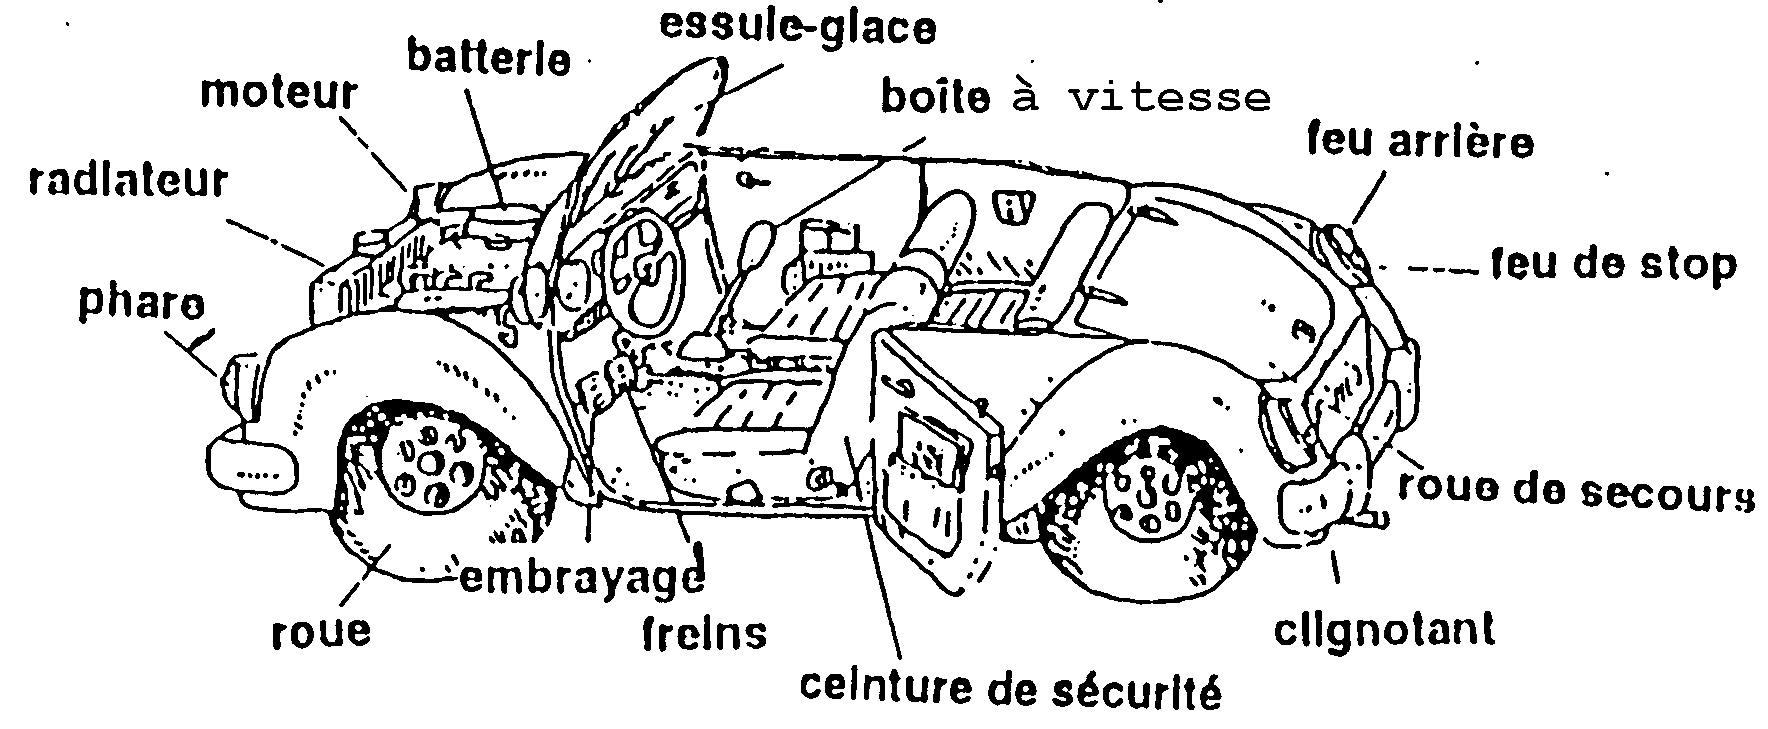 essuie-glace
batterie
moteur
boîte à vitesse
feu arrière
radiateur
feu de stop
phare
roue de secours
embrayage
roue
freins
clignotant
ceinture de sécurité